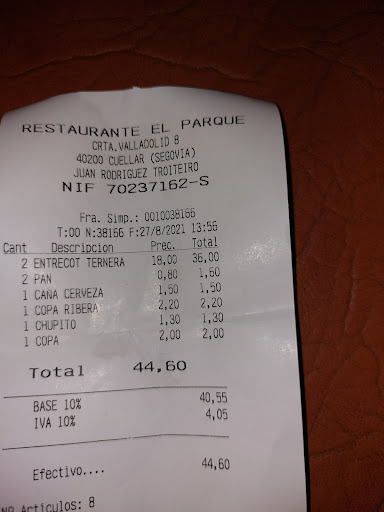 RESTAURANTE EL PARQUE
CRTA.VALLADOLID 8
40200 CUELLAR (SEGOVIA)
JUAN RODRIGUEZ TROITEIRO
NIF 70237162-S
Fra. Simp.: 0010038166
T:00 N:38166 F:27/8/2021 13:56
Cant Descripcion Prec. Total
2 ENTRECOT TERNERA 18,00 36,00
2 PAN 0,80 1,60
1 CAÑA CERVEZA 1,50 1,50
1 COPA RIBERA 2,20 2,20
1 CHUPITO 1,30 1,30
1 COPA 2,00 2,00
Total 44,60
BASE 10% 40,55
IVA 10% 4,05
Efectivo.... 44,60
Articulos: 8